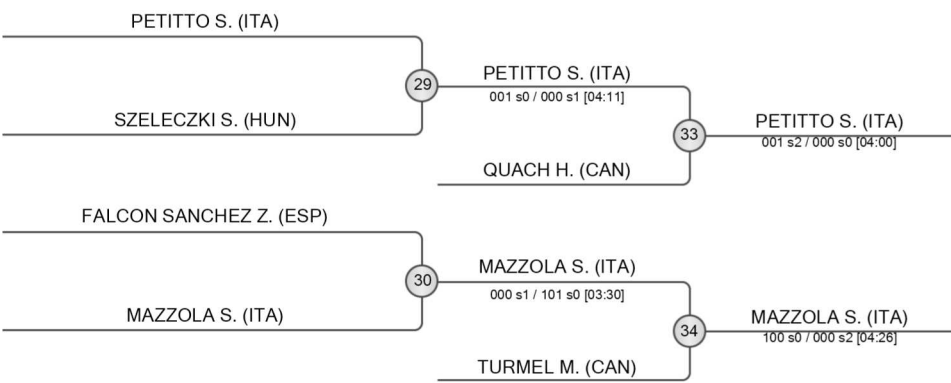 PETITTO S. (ITA)
29
SZELECZKI S. (HUN)
PETITTO S. (ITA)
001 s0 / 000 s1 [04:11]
33
QUACH H. (CAN)
PETITTO S. (ITA)
001 s2 / 000 s0 [04:00]
FALCON SANCHEZ Z. (ESP)
30
MAZZOLA S. (ITA)
MAZZOLA S. (ITA)
000 s1 / 101 s0 [03:30]
34
TURMEL M. (CAN)
MAZZOLA S. (ITA)
100 s0 / 000 s2 [04:26]